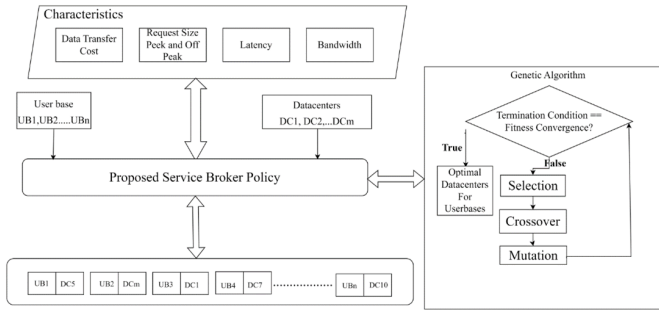 Characteristics
Data Transfer
Cost
Request Size
Peek and Off
Peak
Latency
Bandwidth
User base
UB1,UB2.....UBn
Datacenters
DC1, DC2,...DCm
Proposed Service Broker Policy
UB1 DC5 UB2 DCm UB3 DC1 UB4 DC7 UBn DC10
Genetic Algorithm
Termination Condition ==
Fitness Convergence?
True
False
Optimal
Datacenters
For
Userbases
Selection
Crossover
Mutation